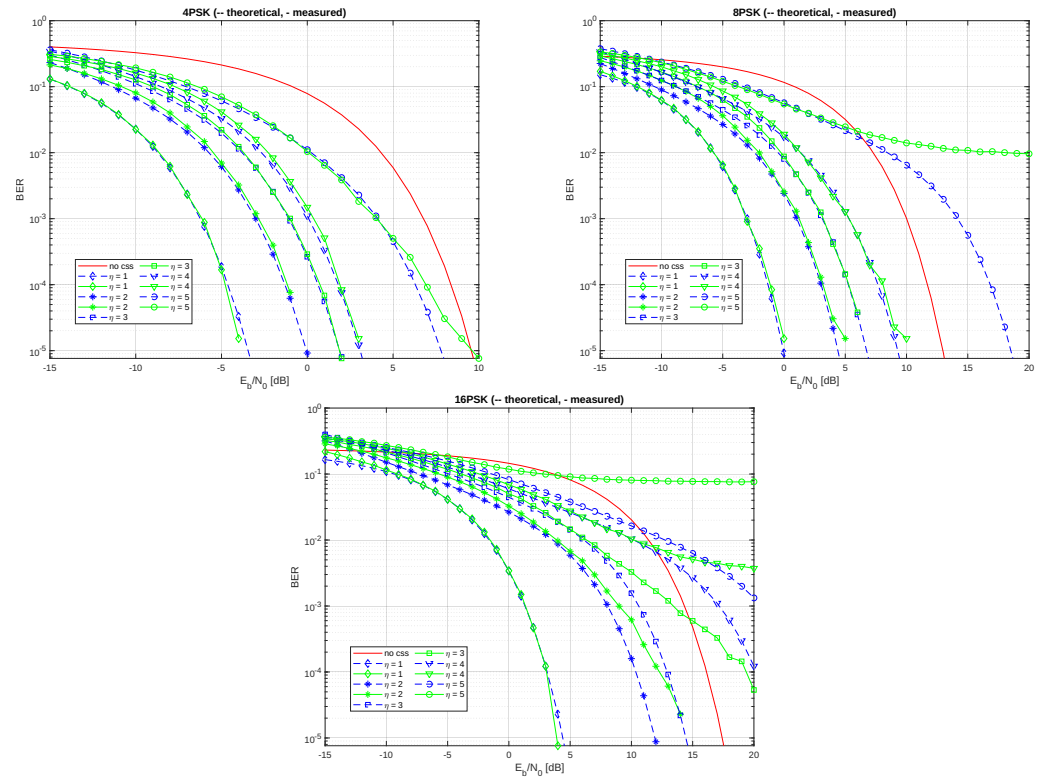 4PSK (-- theoretical, - measured)
BER
10^0
10^-1
10^-2
10^-3
10^-4
10^-5
no css
η = 1
η = 1
η = 2
η = 2
η = 3
η = 3
η = 4
η = 4
η = 5
η = 5
-15 -10 -5 0 5 10
E_b/N_0 [dB]
8PSK (-- theoretical, - measured)
BER
10^0
10^-1
10^-2
10^-3
10^-4
10^-5
no css
η = 1
η = 1
η = 2
η = 2
η = 3
η = 3
η = 4
η = 4
η = 5
η = 5
-15 -10 -5 0 5 10 15 20
E_b/N_0 [dB]
16PSK (-- theoretical, - measured)
BER
10^0
10^-1
10^-2
10^-3
10^-4
10^-5
no css
η = 1
η = 1
η = 2
η = 2
η = 3
η = 3
η = 4
η = 4
η = 5
η = 5
-15 -10 -5 0 5 10 15 20
E_b/N_0 [dB]